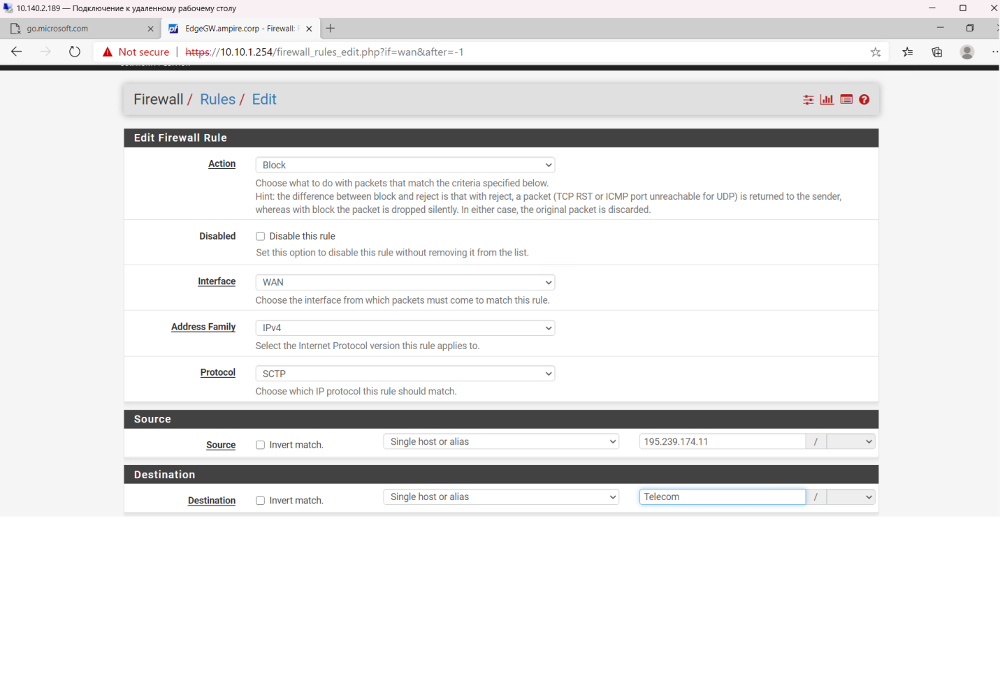 10.140.2.189 — Подключение к удаленному рабочему столу
go.microsoft.com
EdgeGW.ampire.corp - Firewall:
Not secure | https://10.10.1.254/firewall_rules_edit.php?if=wan&after=-1
Firewall / Rules / Edit
Edit Firewall Rule
Action
Block
Choose what to do with packets that match the criteria specified below.
Hint: the difference between block and reject is that with reject, a packet (TCP RST or ICMP port unreachable for UDP) is returned to the sender,
whereas with block the packet is dropped silently. In either case, the original packet is discarded.
Disabled
Disable this rule
Set this option to disable this rule without removing it from the list.
Interface
WAN
Choose the interface from which packets must come to match this rule.
Address Family
IPv4
Select the Internet Protocol version this rule applies to.
Protocol
SCTP
Choose which IP protocol this rule should match.
Source
Source
Invert match.
Single host or alias
195.239.174.11
/
Destination
Destination
Invert match.
Single host or alias
Telecom
/